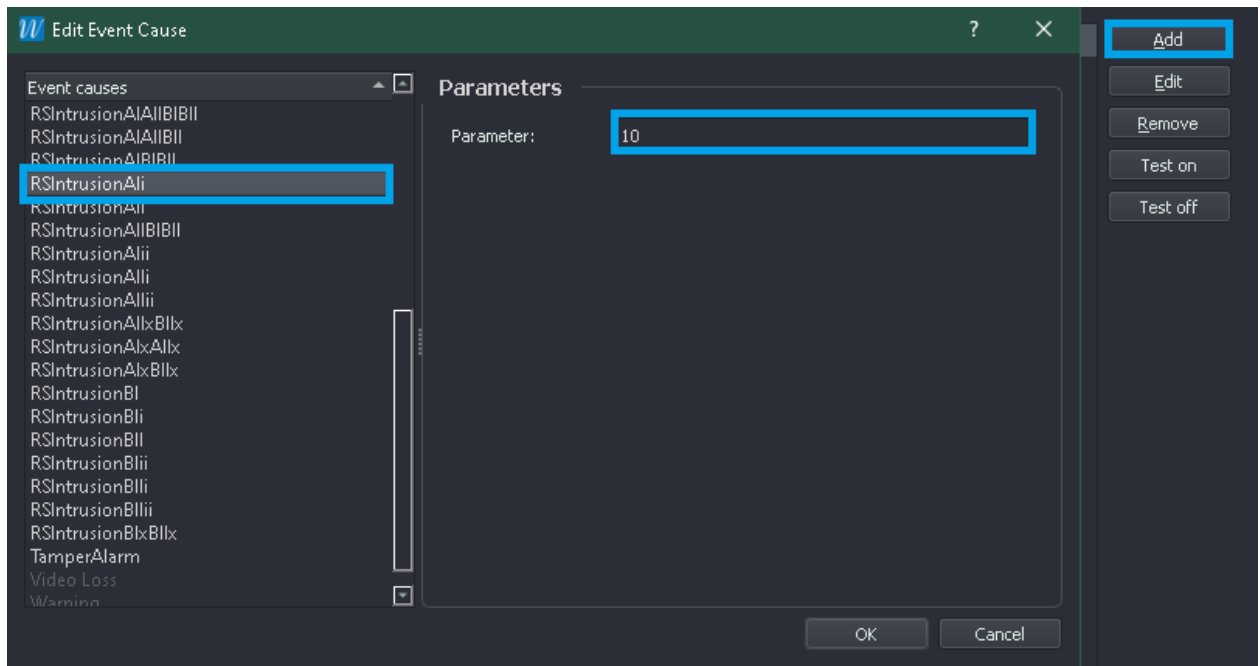 Edit Event Cause
?
Event causes
RSIntrusionAIAIIBIBII
RSIntrusionAIAIIBII
RSIntrusionAIBIBII
RSIntrusionAIi
RSIntrusionAII
RSIntrusionAIIBIBII
RSIntrusionAIii
RSIntrusionAIIi
RSIntrusionAIIii
RSIntrusionAIIxBIIx
RSIntrusionAIxAIIx
RSIntrusionAIxBIIx
RSIntrusionBI
RSIntrusionBIi
RSIntrusionBII
RSIntrusionBIii
RSIntrusionBIIi
RSIntrusionBIIii
RSIntrusionBIxBIIx
TamperAlarm
Video Loss
Warning
Parameters
Parameter:
10
OK
Cancel
Add
Edit
Remove
Test on
Test off